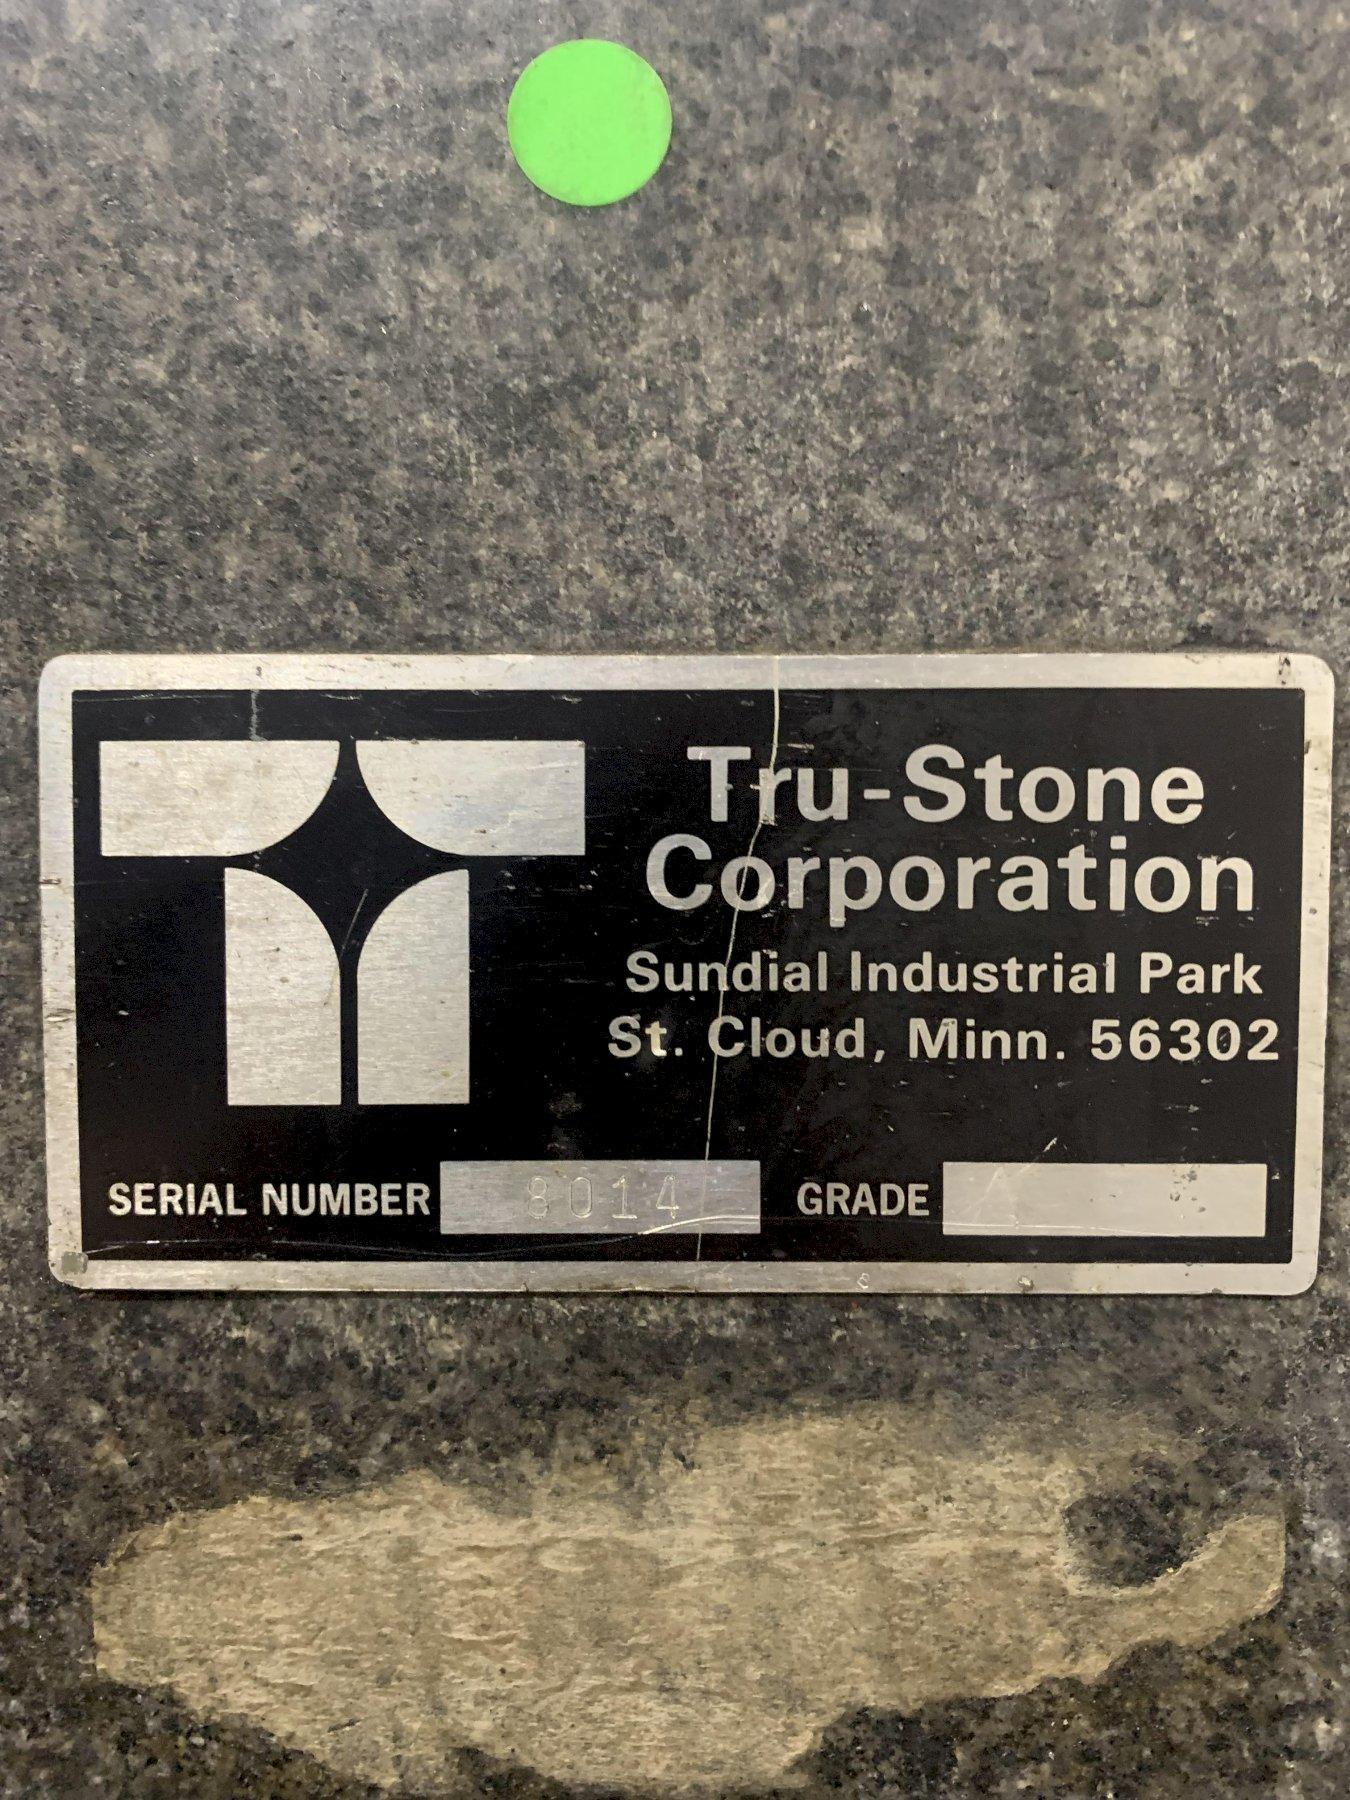 Tru-Stone
Corporation
Sundial Industrial Park
St. Cloud, Minn. 56302
SERIAL NUMBER 8014 GRADE